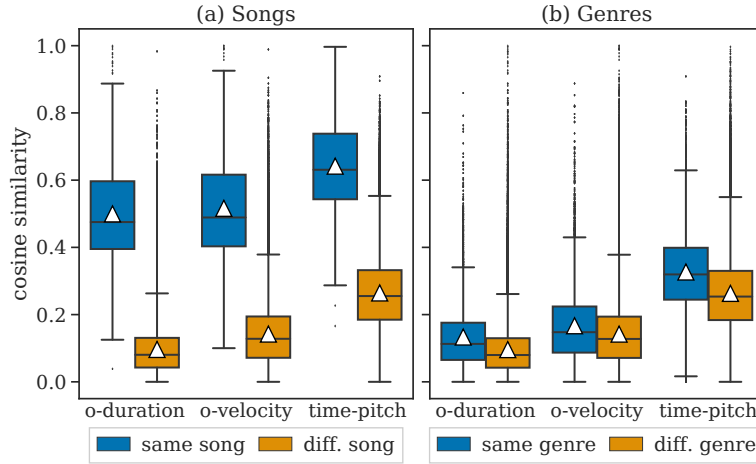 (a) Songs
(b) Genres
cosine similarity
1.0
0.8
0.6
0.4
0.2
0.0
o-duration o-velocity time-pitch
o-duration o-velocity time-pitch
same song diff. song
same genre diff. genre